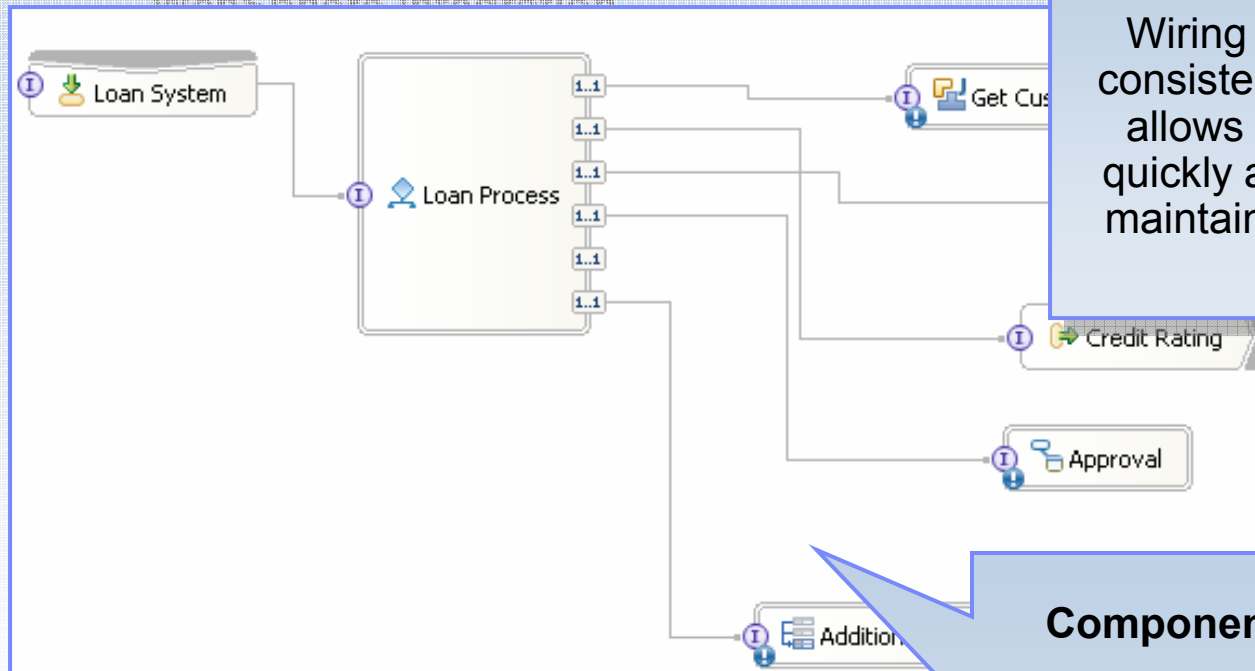 Wiring
consiste
allows
quickly a
maintain
Loan System
Loan Process
1..1
1..1
1..1
1..1
1..1
1..1
Get Cus
Credit Rating
Approval
Addition
Componen